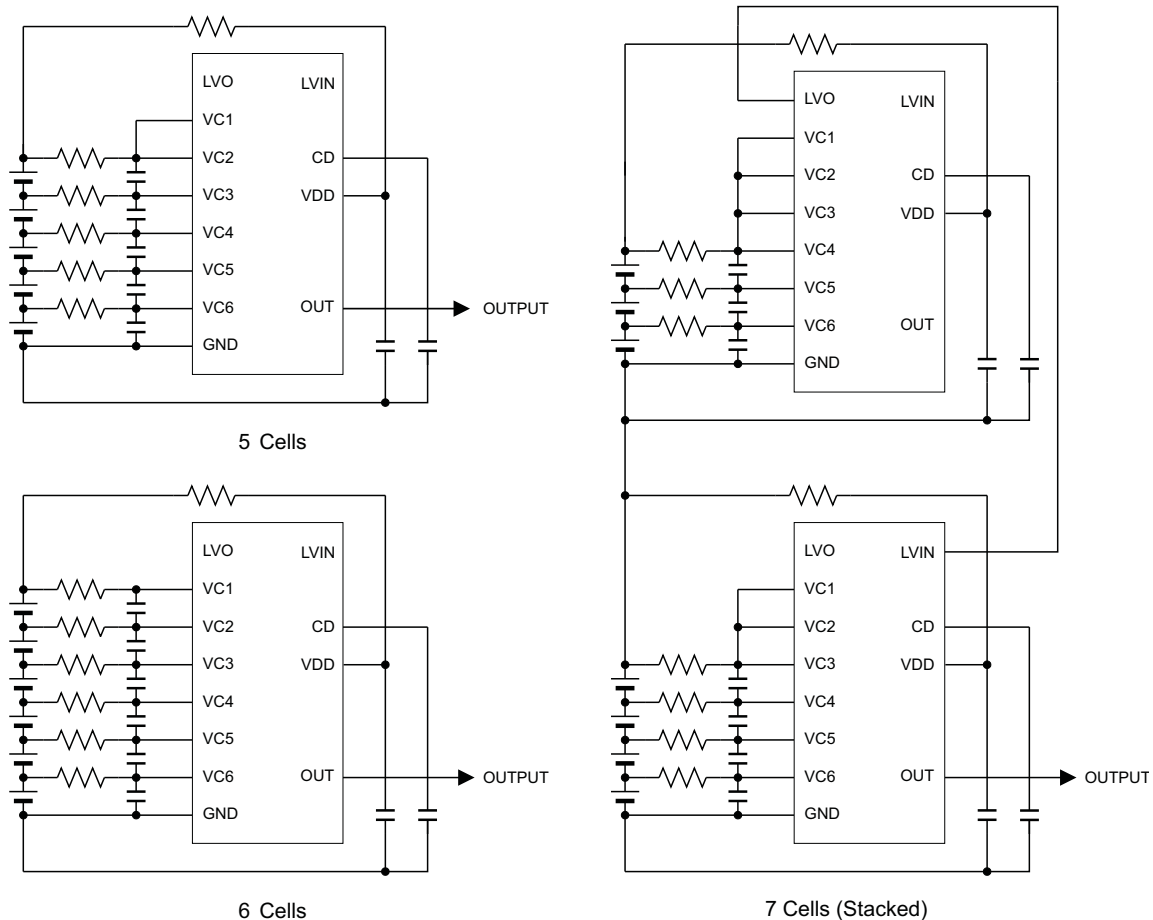 LVO LVIN
VC1
VC2 CD
VC3 VDD
VC4
VC5
VC6 OUT OUTPUT
GND
5 Cells
LVO LVIN
VC1
VC2 CD
VC3 VDD
VC4
VC5
VC6 OUT OUTPUT
GND
6 Cells
LVO LVIN
VC1
VC2 CD
VC3 VDD
VC4
VC5
VC6 OUT
GND
LVO LVIN
VC1
VC2 CD
VC3 VDD
VC4
VC5
VC6 OUT OUTPUT
GND
7 Cells (Stacked)